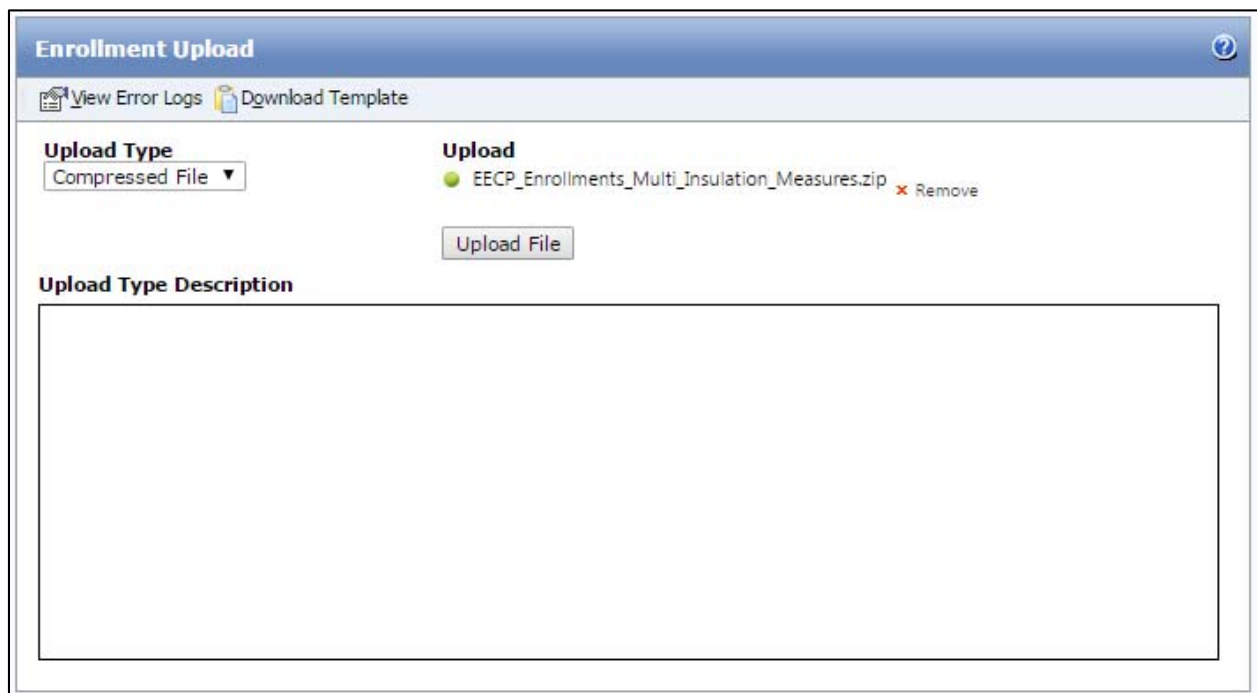 Enrollment Upload
View Error Logs Download Template
Upload Type
Compressed File
Upload
EECP_Enrollments_Multi_Insulation_Measures.zip x Remove
Upload File
Upload Type Description